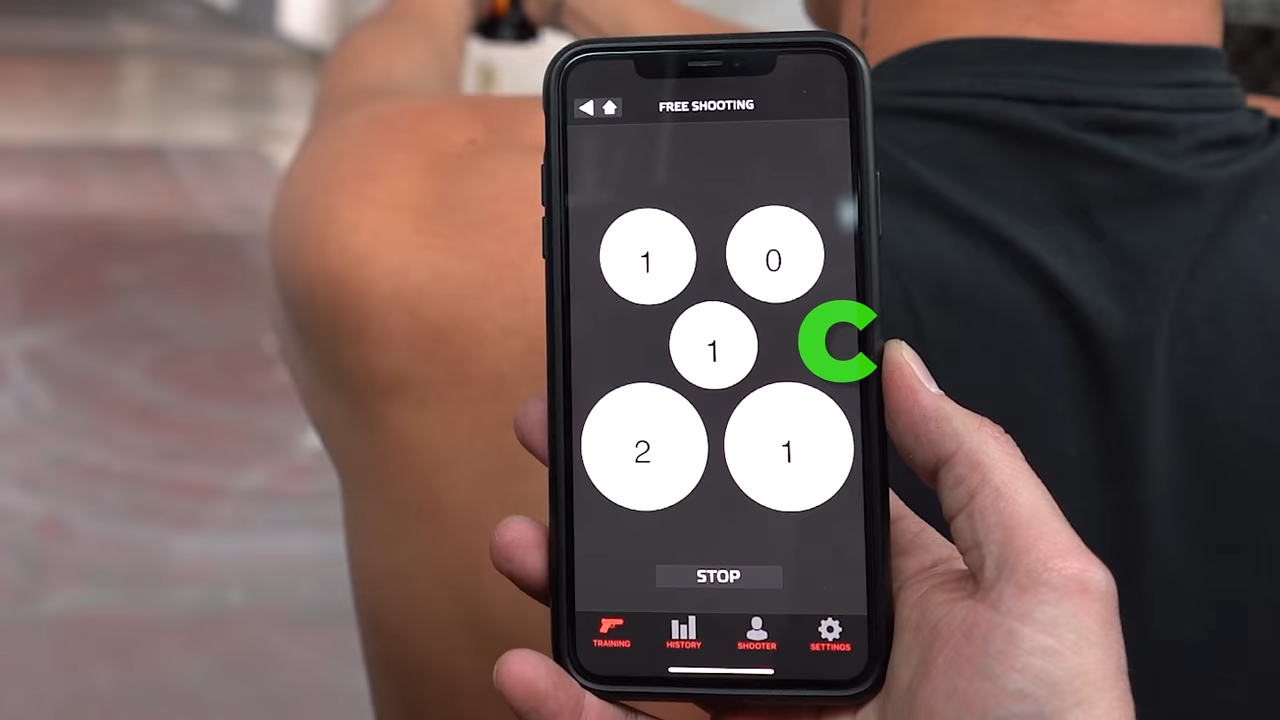 FREE SHOOTING
1
0
1
C
2
1
STOP
TRAINING
HISTORY
SHOOTER
SETTINGS